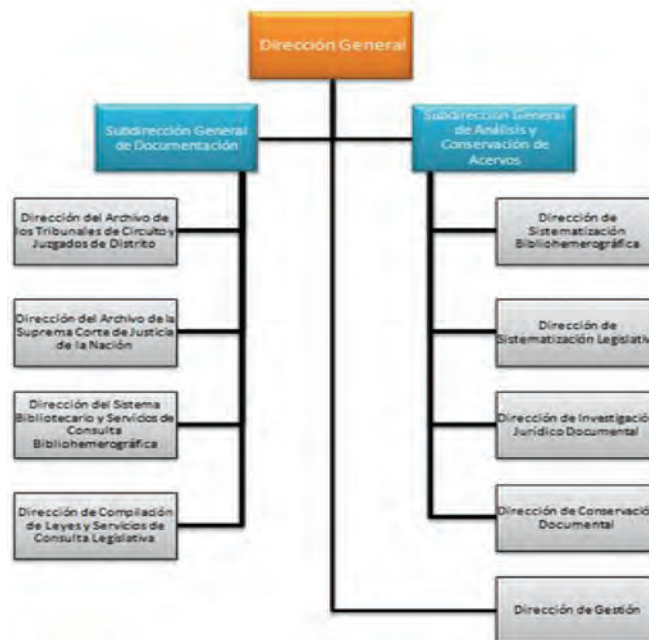 Dirección General
Subdirección General
de Documentación
Subdirección General
de Análisis y
Conservación de
Acervos
Dirección del Archivo de
los Tribunales de Circuito y
Juzgados de Distrito
Dirección del Archivo de la
Suprema Corte de Justicia
de la Nación
Dirección del Sistema
Bibliotecario y Servicios de
Consulta
Bibliohemerográfica
Dirección de Compilación
de Leyes y Servicios de
Consulta Legislativa
Dirección de
Sistematización
Bibliohemerográfica
Dirección de
Sistematización Legislativ
Dirección de Investigació
Jurídico Documental
Dirección de Conservació
Documental
Dirección de Gestión